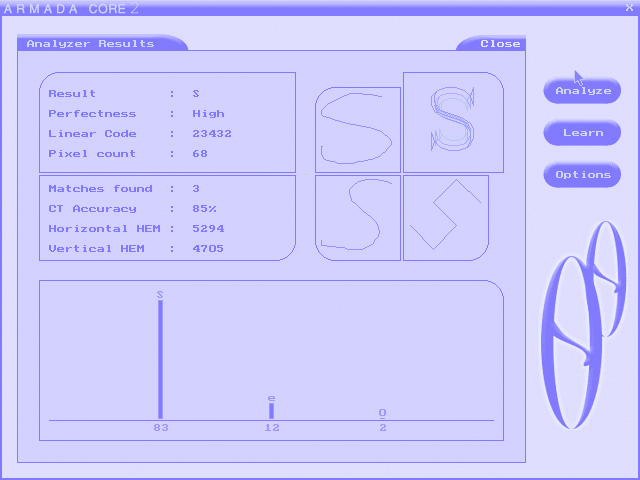 ARMADA CORE 2 x
Analyzer Results Close
Result : S
Perfectness : High
Linear Code : 23432
Pixel count : 68
Matches found : 3
CT Accuracy : 85%
Horizontal HEM : 5294
Vertical HEM : 4705
S
Analyze
Learn
Options
S e O
83 12 2